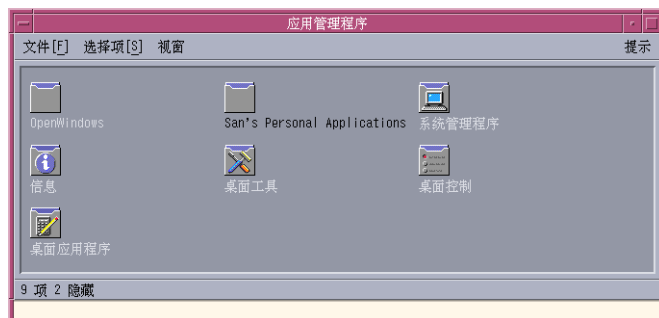 应用管理程序
文件[F] 选择项[S] 视窗 提示
OpenWindows San's Personal Applications 系统管理程序
信息 桌面工具 桌面控制
桌面应用程序
9 项 2 隐藏